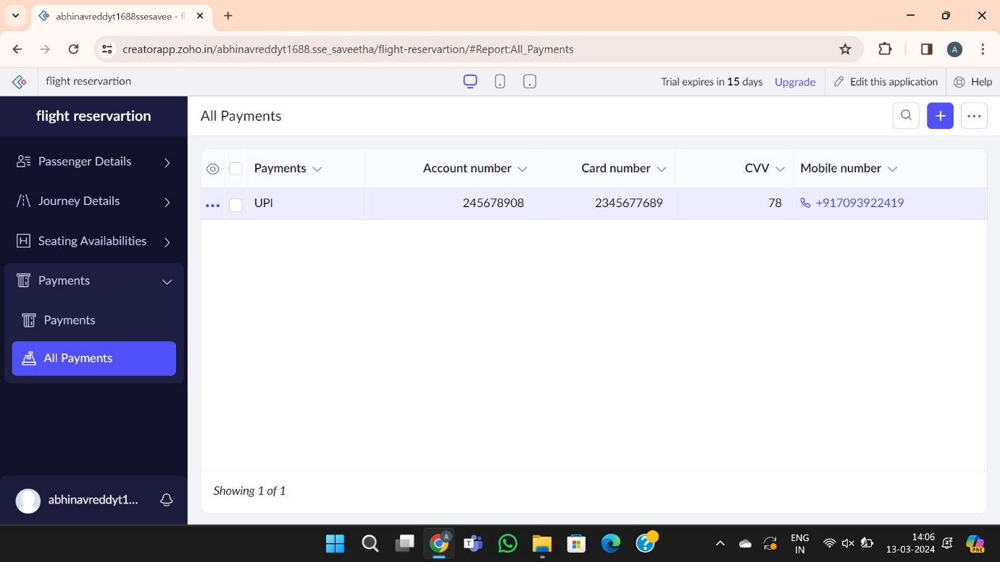 abhinavreddyt1688ssesavee - fl
creatorapp.zoho.in/abhinavreddyt1688.sse_saveetha/flight-reservartion/#Report:All_Payments
A
flight reservartion
Trial expires in 15 days
Upgrade
Edit this application
Help
flight reservartion
Passenger Details
Journey Details
Seating Availabilities
Payments
Payments
All Payments
abhinavreddyt1...
All Payments
Payments Account number Card number CVV Mobile number
UPI 245678908 2345677689 78 +917093922419
Showing 1 of 1
ENG
IN
14:06
13-03-2024
PRE